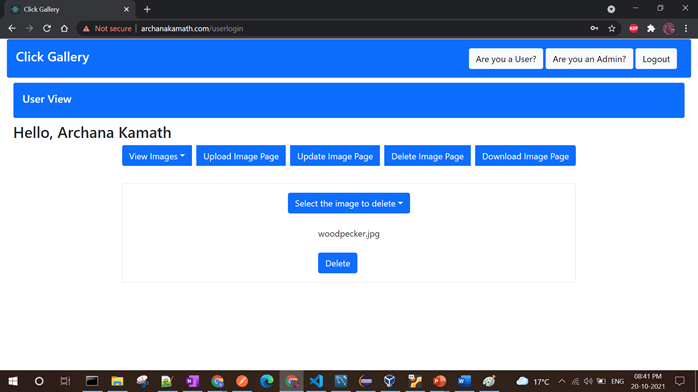 Click Gallery
Not secure | archanakamath.com/userlogin
ABP
Click Gallery
Are you a User? Are you an Admin? Logout
User View
Hello, Archana Kamath
View Images Upload Image Page Update Image Page Delete Image Page Download Image Page
Select the image to delete
woodpecker.jpg
Delete
17°C ENG 08:41 PM
20-10-2021